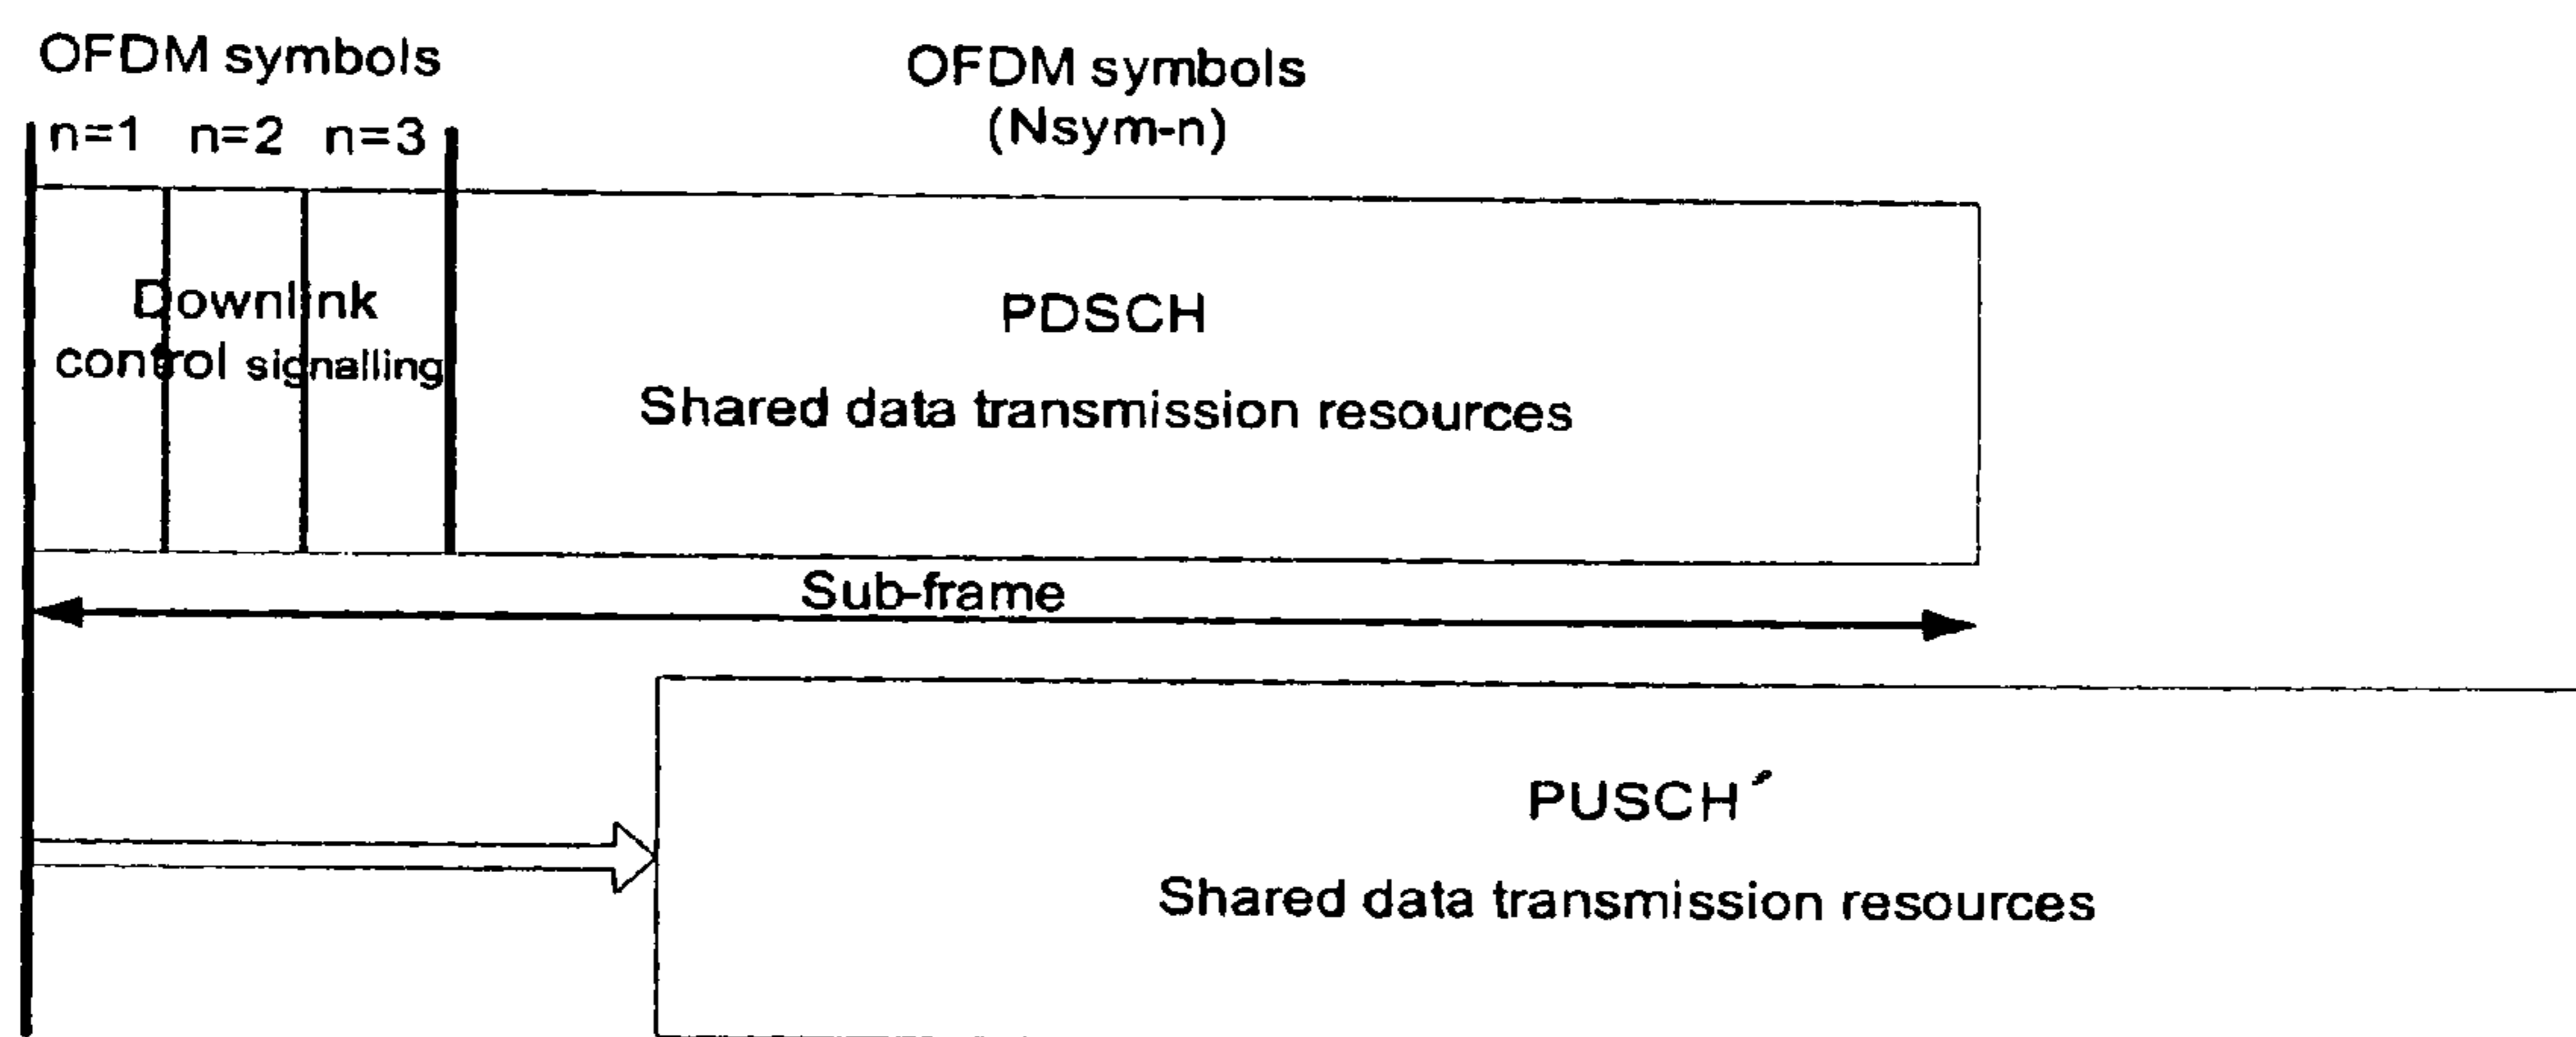 OFDM symbols
n=1 n=2 n=3
OFDM symbols
(Nsym-n)
Downlink
control signalling
PDSCH
Shared data transmission resources
Sub-frame
PUSCH´
Shared data transmission resources